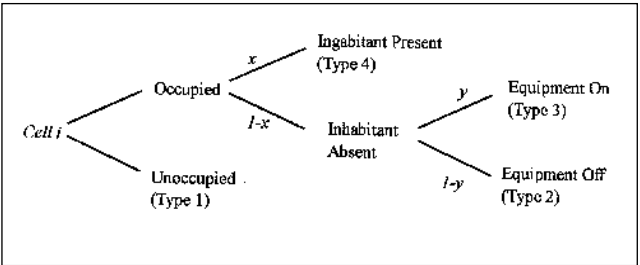 Ingabitant Present
(Type 4)
x
Occupied
Equipment On
(Type 3)
y
1-x
Inhabitant
Absent
Cell i
Unoccupied
(Type 1)
1-y
Equipment Off
(Type 2)